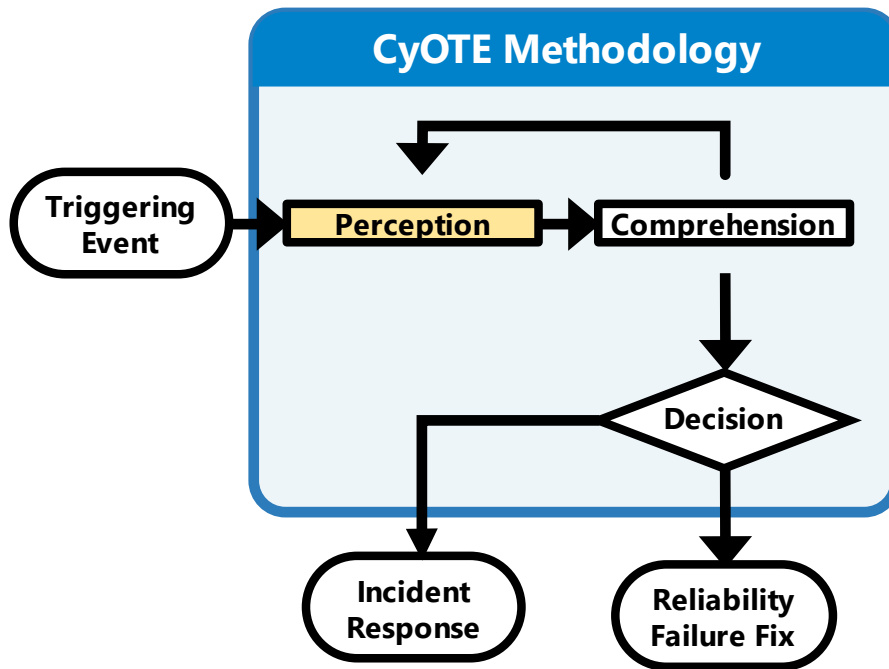 CyOTE Methodology
Triggering
Event
Perception
Comprehension
Decision
Incident
Response
Reliability
Failure Fix